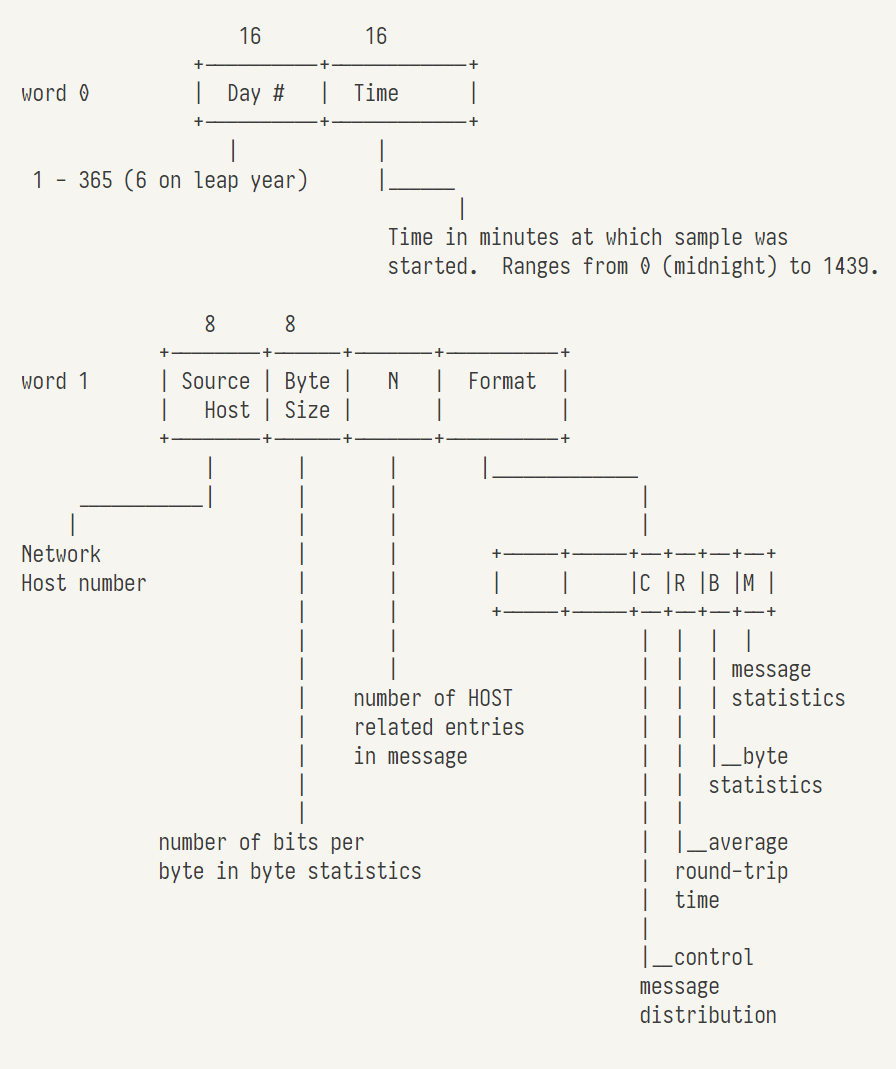 16 16
word 0 | Day # | Time |
1 - 365 (6 on leap year)
Time in minutes at which sample was
started. Ranges from 0 (midnight) to 1439.
8 8
word 1 | Source | Byte | N | Format |
| Host | Size | | |
Network
Host number
| | |C |R |B |M |
message
statistics
number of HOST
related entries
in message
byte
statistics
number of bits per
byte in byte statistics
average
round-trip
time
control
message
distribution